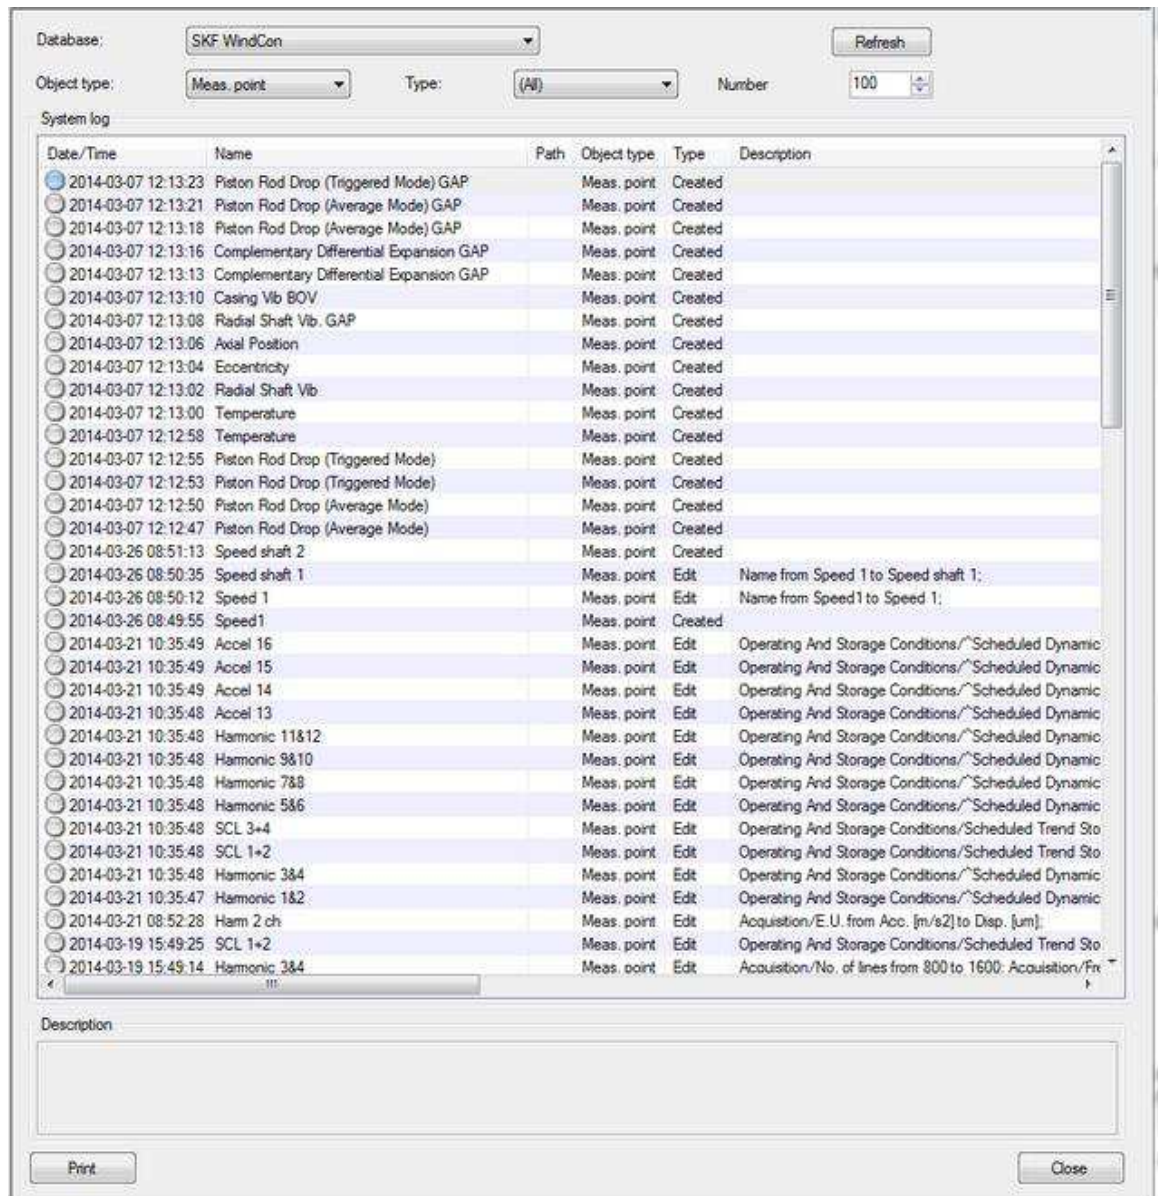 Database: SKF WindCon Refresh
Object type: Meas. point Type: (All) Number 100
System log
Date/Time Name Path Object type Type Description
2014-03-07 12:13:23 Piston Rod Drop (Triggered Mode) GAP Meas. point Created
2014-03-07 12:13:21 Piston Rod Drop (Average Mode) GAP Meas. point Created
2014-03-07 12:13:18 Piston Rod Drop (Average Mode) GAP Meas. point Created
2014-03-07 12:13:16 Complementary Differential Expansion GAP Meas. point Created
2014-03-07 12:13:13 Complementary Differential Expansion GAP Meas. point Created
2014-03-07 12:13:10 Casing Vib BOV Meas. point Created
2014-03-07 12:13:08 Radial Shaft Vib. GAP Meas. point Created
2014-03-07 12:13:06 Axial Position Meas. point Created
2014-03-07 12:13:04 Eccentricity Meas. point Created
2014-03-07 12:13:02 Radial Shaft Vib Meas. point Created
2014-03-07 12:13:00 Temperature Meas. point Created
2014-03-07 12:12:58 Temperature Meas. point Created
2014-03-07 12:12:55 Piston Rod Drop (Triggered Mode) Meas. point Created
2014-03-07 12:12:53 Piston Rod Drop (Triggered Mode) Meas. point Created
2014-03-07 12:12:50 Piston Rod Drop (Average Mode) Meas. point Created
2014-03-07 12:12:47 Piston Rod Drop (Average Mode) Meas. point Created
2014-03-26 08:51:13 Speed shaft 2 Meas. point Created
2014-03-26 08:50:35 Speed shaft 1 Meas. point Edit Name from Speed 1 to Speed shaft 1;
2014-03-26 08:50:12 Speed 1 Meas. point Edit Name from Speed1 to Speed 1;
2014-03-26 08:49:55 Speed1 Meas. point Created
2014-03-21 10:35:49 Accel 16 Meas. point Edit Operating And Storage Conditions/^Scheduled Dynamic
2014-03-21 10:35:49 Accel 15 Meas. point Edit Operating And Storage Conditions/^Scheduled Dynamic
2014-03-21 10:35:49 Accel 14 Meas. point Edit Operating And Storage Conditions/^Scheduled Dynamic
2014-03-21 10:35:48 Accel 13 Meas. point Edit Operating And Storage Conditions/^Scheduled Dynamic
2014-03-21 10:35:48 Harmonic 11&12 Meas. point Edit Operating And Storage Conditions/^Scheduled Dynamic
2014-03-21 10:35:48 Harmonic 9&10 Meas. point Edit Operating And Storage Conditions/^Scheduled Dynamic
2014-03-21 10:35:48 Harmonic 7&8 Meas. point Edit Operating And Storage Conditions/^Scheduled Dynamic
2014-03-21 10:35:48 Harmonic 5&6 Meas. point Edit Operating And Storage Conditions/^Scheduled Dynamic
2014-03-21 10:35:48 SCL 3+4 Meas. point Edit Operating And Storage Conditions/Scheduled Trend Sto
2014-03-21 10:35:48 SCL 1+2 Meas. point Edit Operating And Storage Conditions/Scheduled Trend Sto
2014-03-21 10:35:48 Harmonic 3&4 Meas. point Edit Operating And Storage Conditions/^Scheduled Dynamic
2014-03-21 10:35:47 Harmonic 1&2 Meas. point Edit Operating And Storage Conditions/^Scheduled Dynamic
2014-03-21 08:52:28 Harm 2 ch Meas. point Edit Acquisition/E.U. from Acc. [m/s2] to Disp. [um];
2014-03-19 15:49:25 SCL 1+2 Meas. point Edit Operating And Storage Conditions/Scheduled Trend Sto
2014-03-19 15:49:14 Harmonic 3&4 Meas. point Edit Acquisition/No. of lines from 800 to 1600; Acquisition/Fre
Description
Print Close